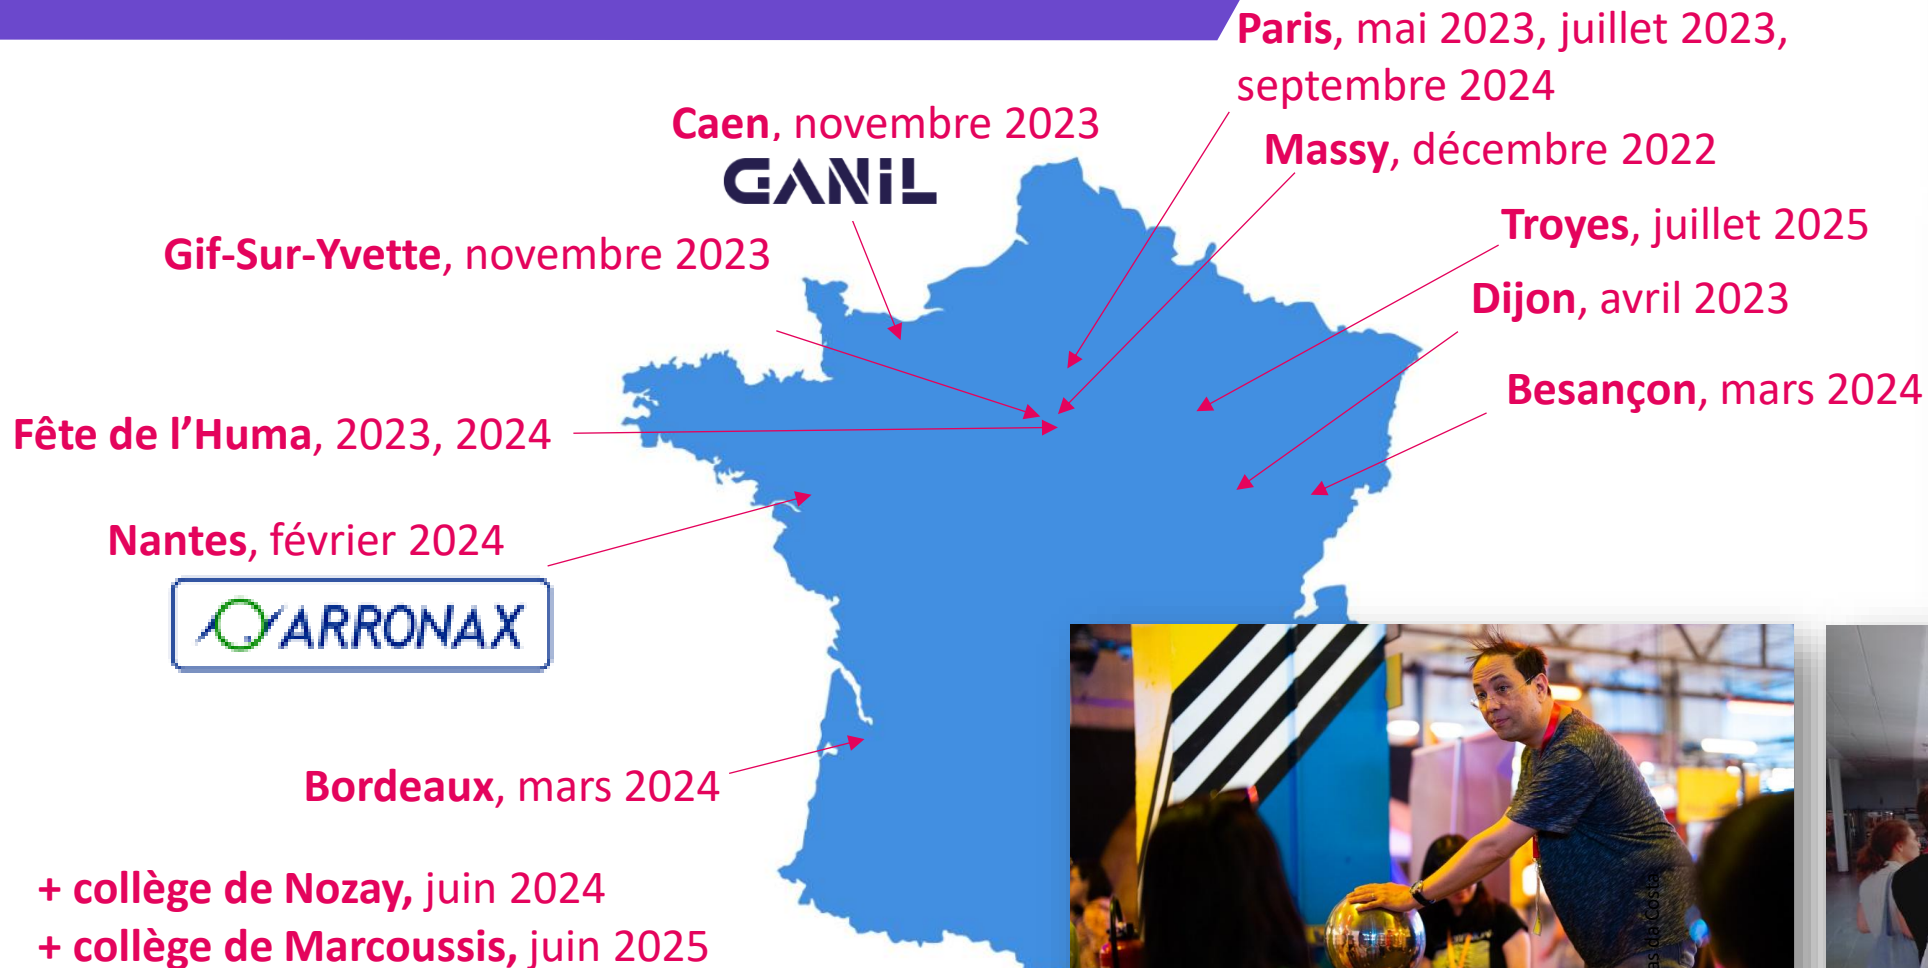 Paris, mai 2023, juillet 2023,
septembre 2024
Caen, novembre 2023
GANIL
Massy, décembre 2022
Troyes, juillet 2025
Gif-Sur-Yvette, novembre 2023
Dijon, avril 2023
Besançon, mars 2024
Fête de l’Huma, 2023, 2024
Nantes, février 2024
ARRONAX
Bordeaux, mars 2024
+ collège de Nozay, juin 2024
+ collège de Marcoussis, juin 2025